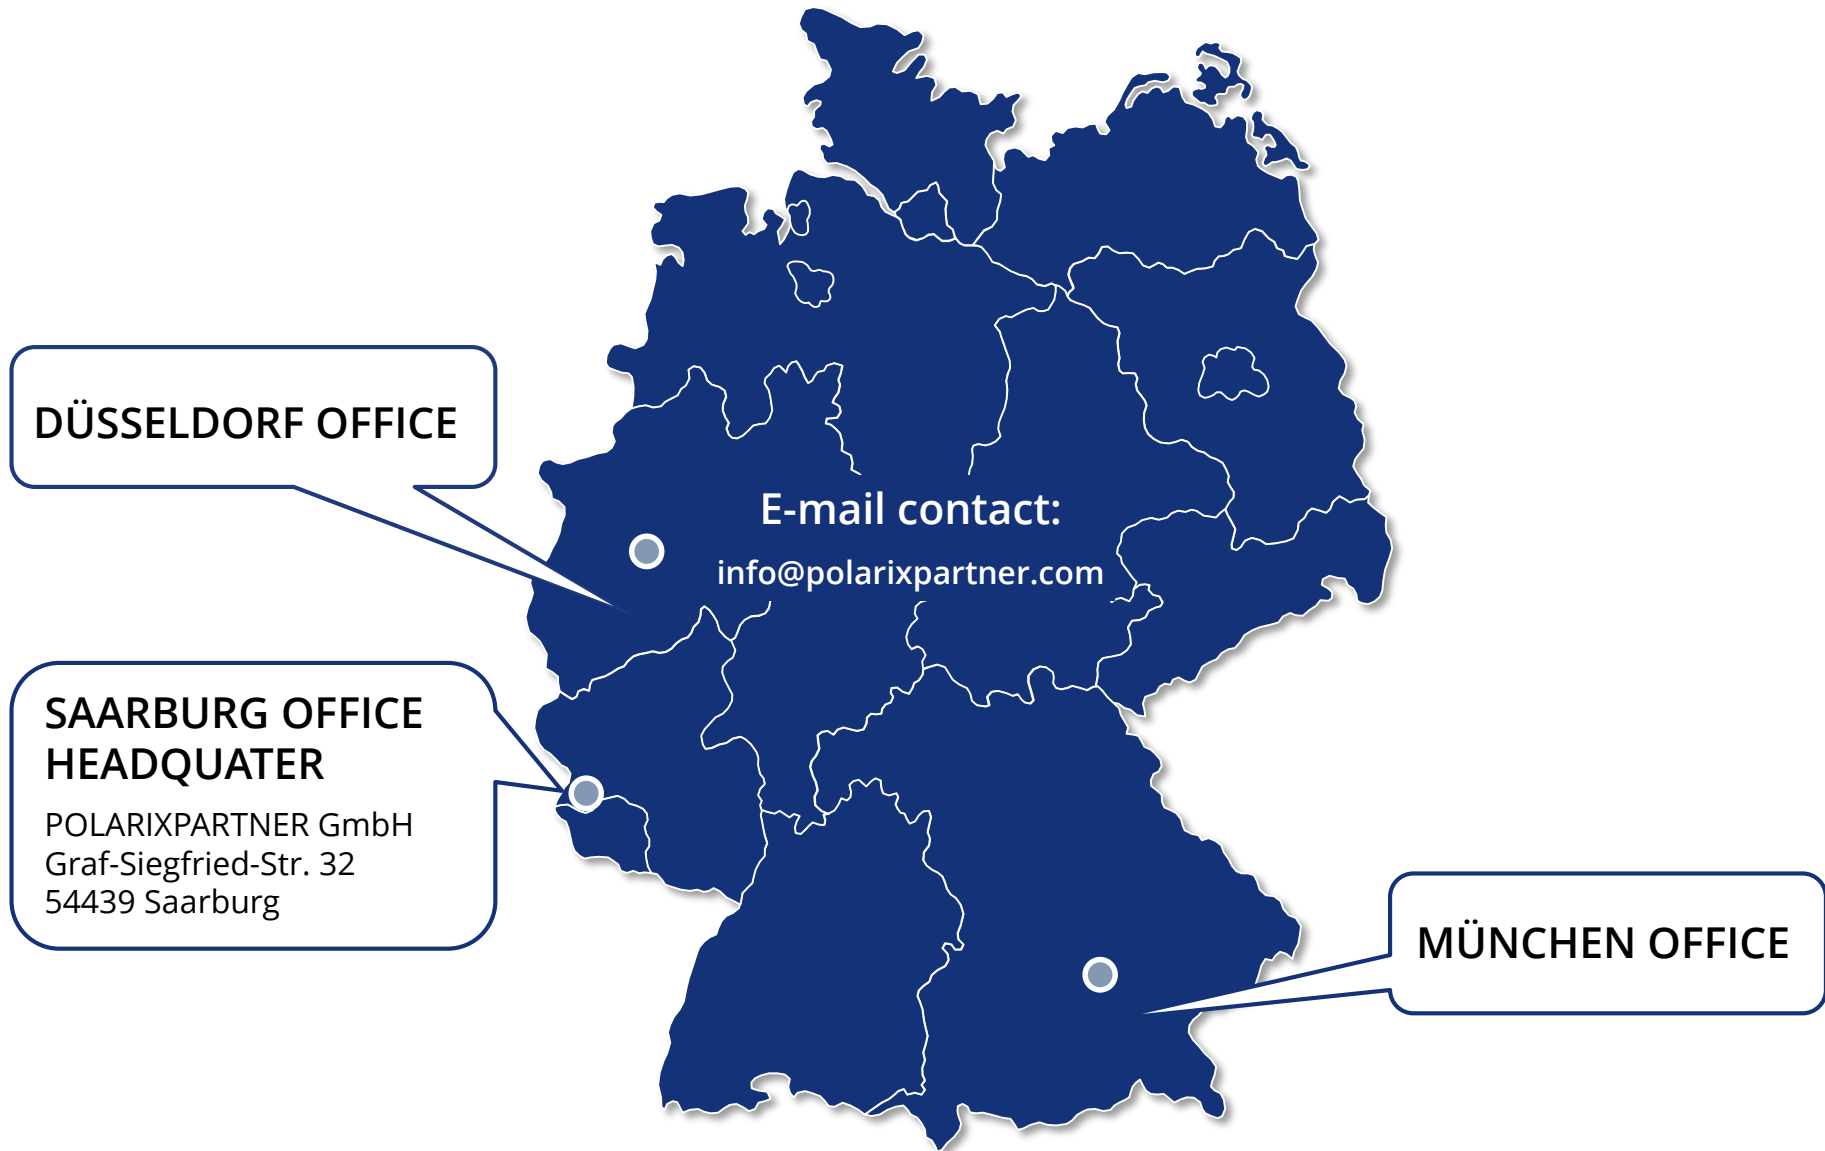 DÜSSELDORF OFFICE
E-mail contact:
info@polarixpartner.com
SAARBURG OFFICE
HEADQUATER
POLARIXPARTNER GmbH
Graf-Siegfried-Str. 32
54439 Saarburg
MÜNCHEN OFFICE